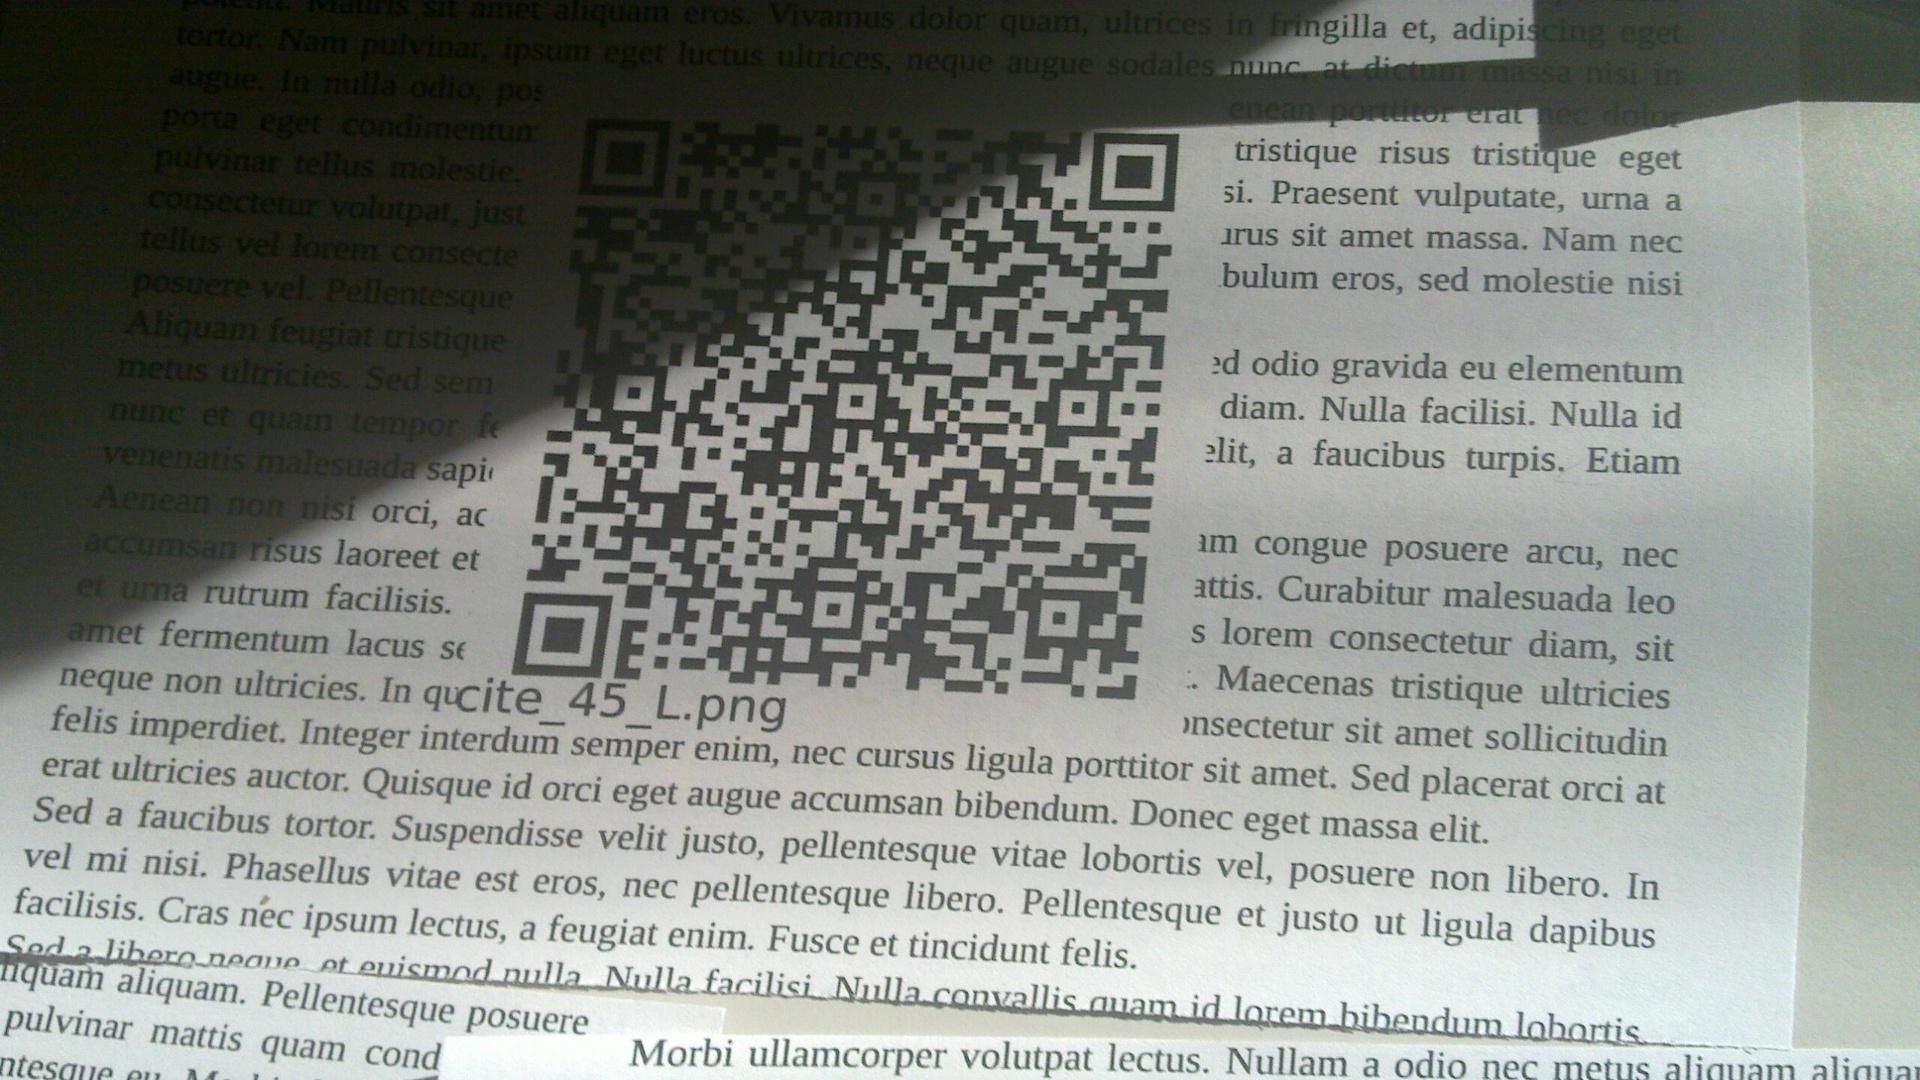 Mauris sit amet aliquam eros. Vivamus dolor quam, ultrices in fringilla et, adipiscing eget
tortor. Nam pulvinar, ipsum eget luctus ultrices, neque augue sodales nunc, at dictum massa nisi in
augue. In nulla odio, pos
enean porttitor erat nec dolor
porta eget condimentum
tristique risus tristique eget
pulvinar tellus molestie.
si. Praesent vulputate, urna a
consectetur volutpat, just
urus sit amet massa. Nam nec
tellus vel lorem consecte
bulum eros, sed molestie nisi
posuere vel. Pellentesque
Aliquam feugiat tristique
ed odio gravida eu elementum
metus ultricies. Sed sem
diam. Nulla facilisi. Nulla id
nunc et quam tempor fe
elit, a faucibus turpis. Etiam
venenatis malesuada sapi
Aenean non nisi orci, ac
am congue posuere arcu, nec
accumsan risus laoreet et
attis. Curabitur malesuada leo
et urna rutrum facilisis.
s lorem consectetur diam, sit
amet fermentum lacus se
. Maecenas tristique ultricies
neque non ultricies. In qu
cite_45_L.png
onsectetur sit amet sollicitudin
felis imperdiet. Integer interdum semper enim, nec cursus ligula porttitor sit amet. Sed placerat orci at
erat ultricies auctor. Quisque id orci eget augue accumsan bibendum. Donec eget massa elit.
Sed a faucibus tortor. Suspendisse velit justo, pellentesque vitae lobortis vel, posuere non libero. In
vel mi nisi. Phasellus vitae est eros, nec pellentesque libero. Pellentesque et justo ut ligula dapibus
facilisis. Cras nec ipsum lectus, a feugiat enim. Fusce et tincidunt felis.
Sed a libero neque, et euismod nulla. Nulla facilisi. Nulla convallis quam id lorem bibendum lobortis.
aliquam. Pellentesque posuere
pulvinar mattis quam cond
Morbi ullamcorper volutpat lectus. Nullam a odio nec metus aliquam aliqua
ntesque eu.